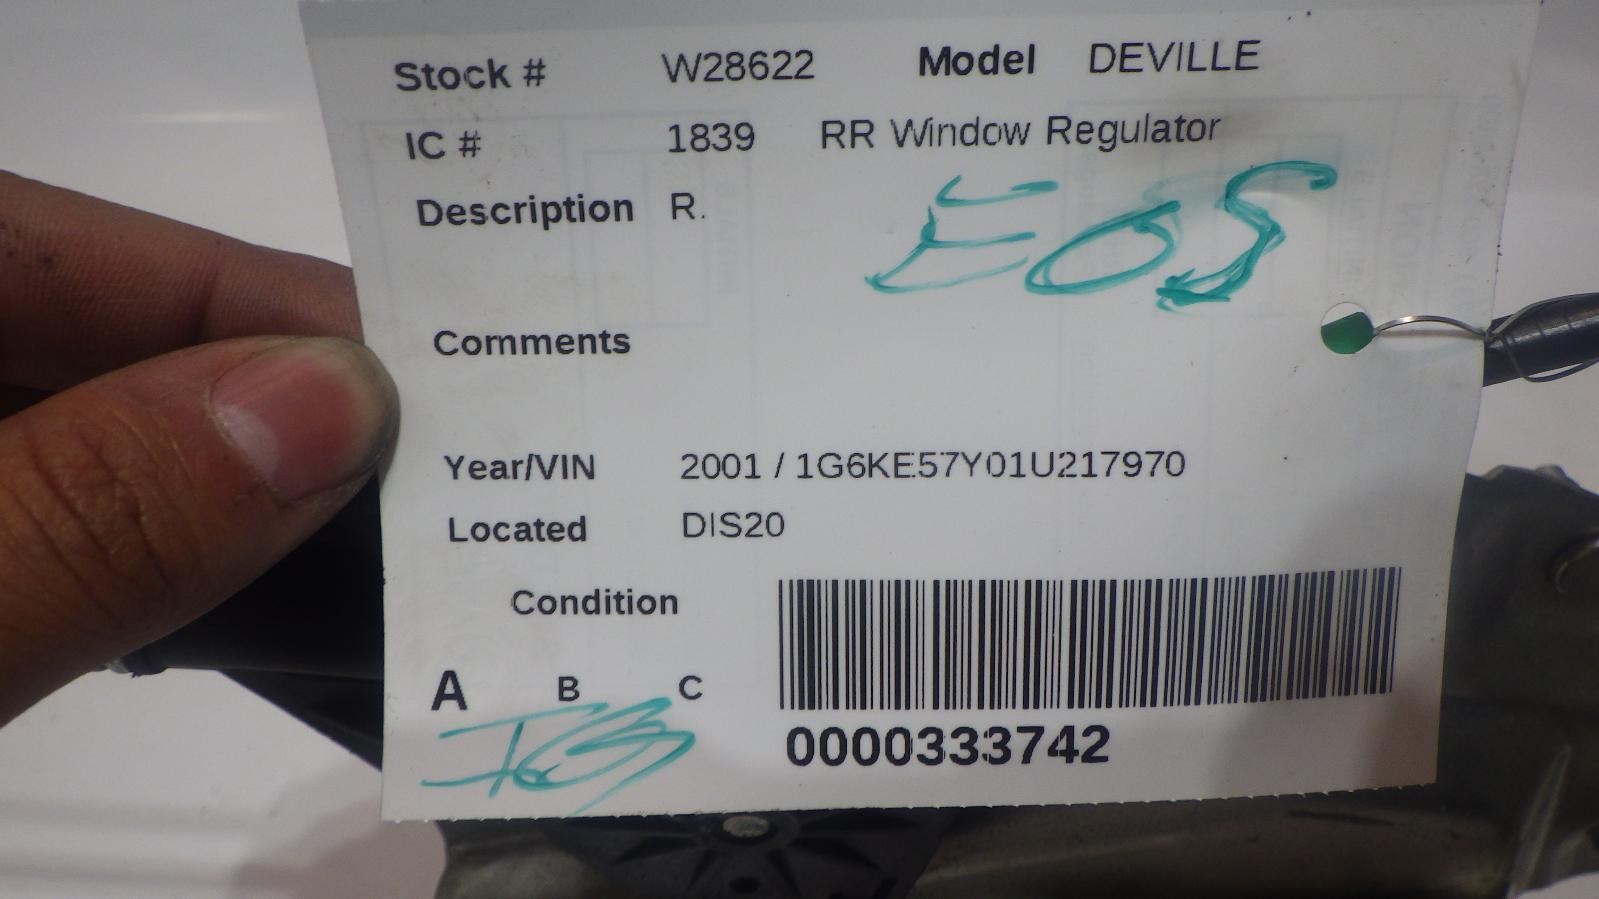 Stock # W28622 Model DEVILLE
IC # 1839 RR Window Regulator
Description R.
EOS
Comments
Year/VIN 2001 / 1G6KE57Y01U217970
Located DIS20
Condition
A B C
0000333742